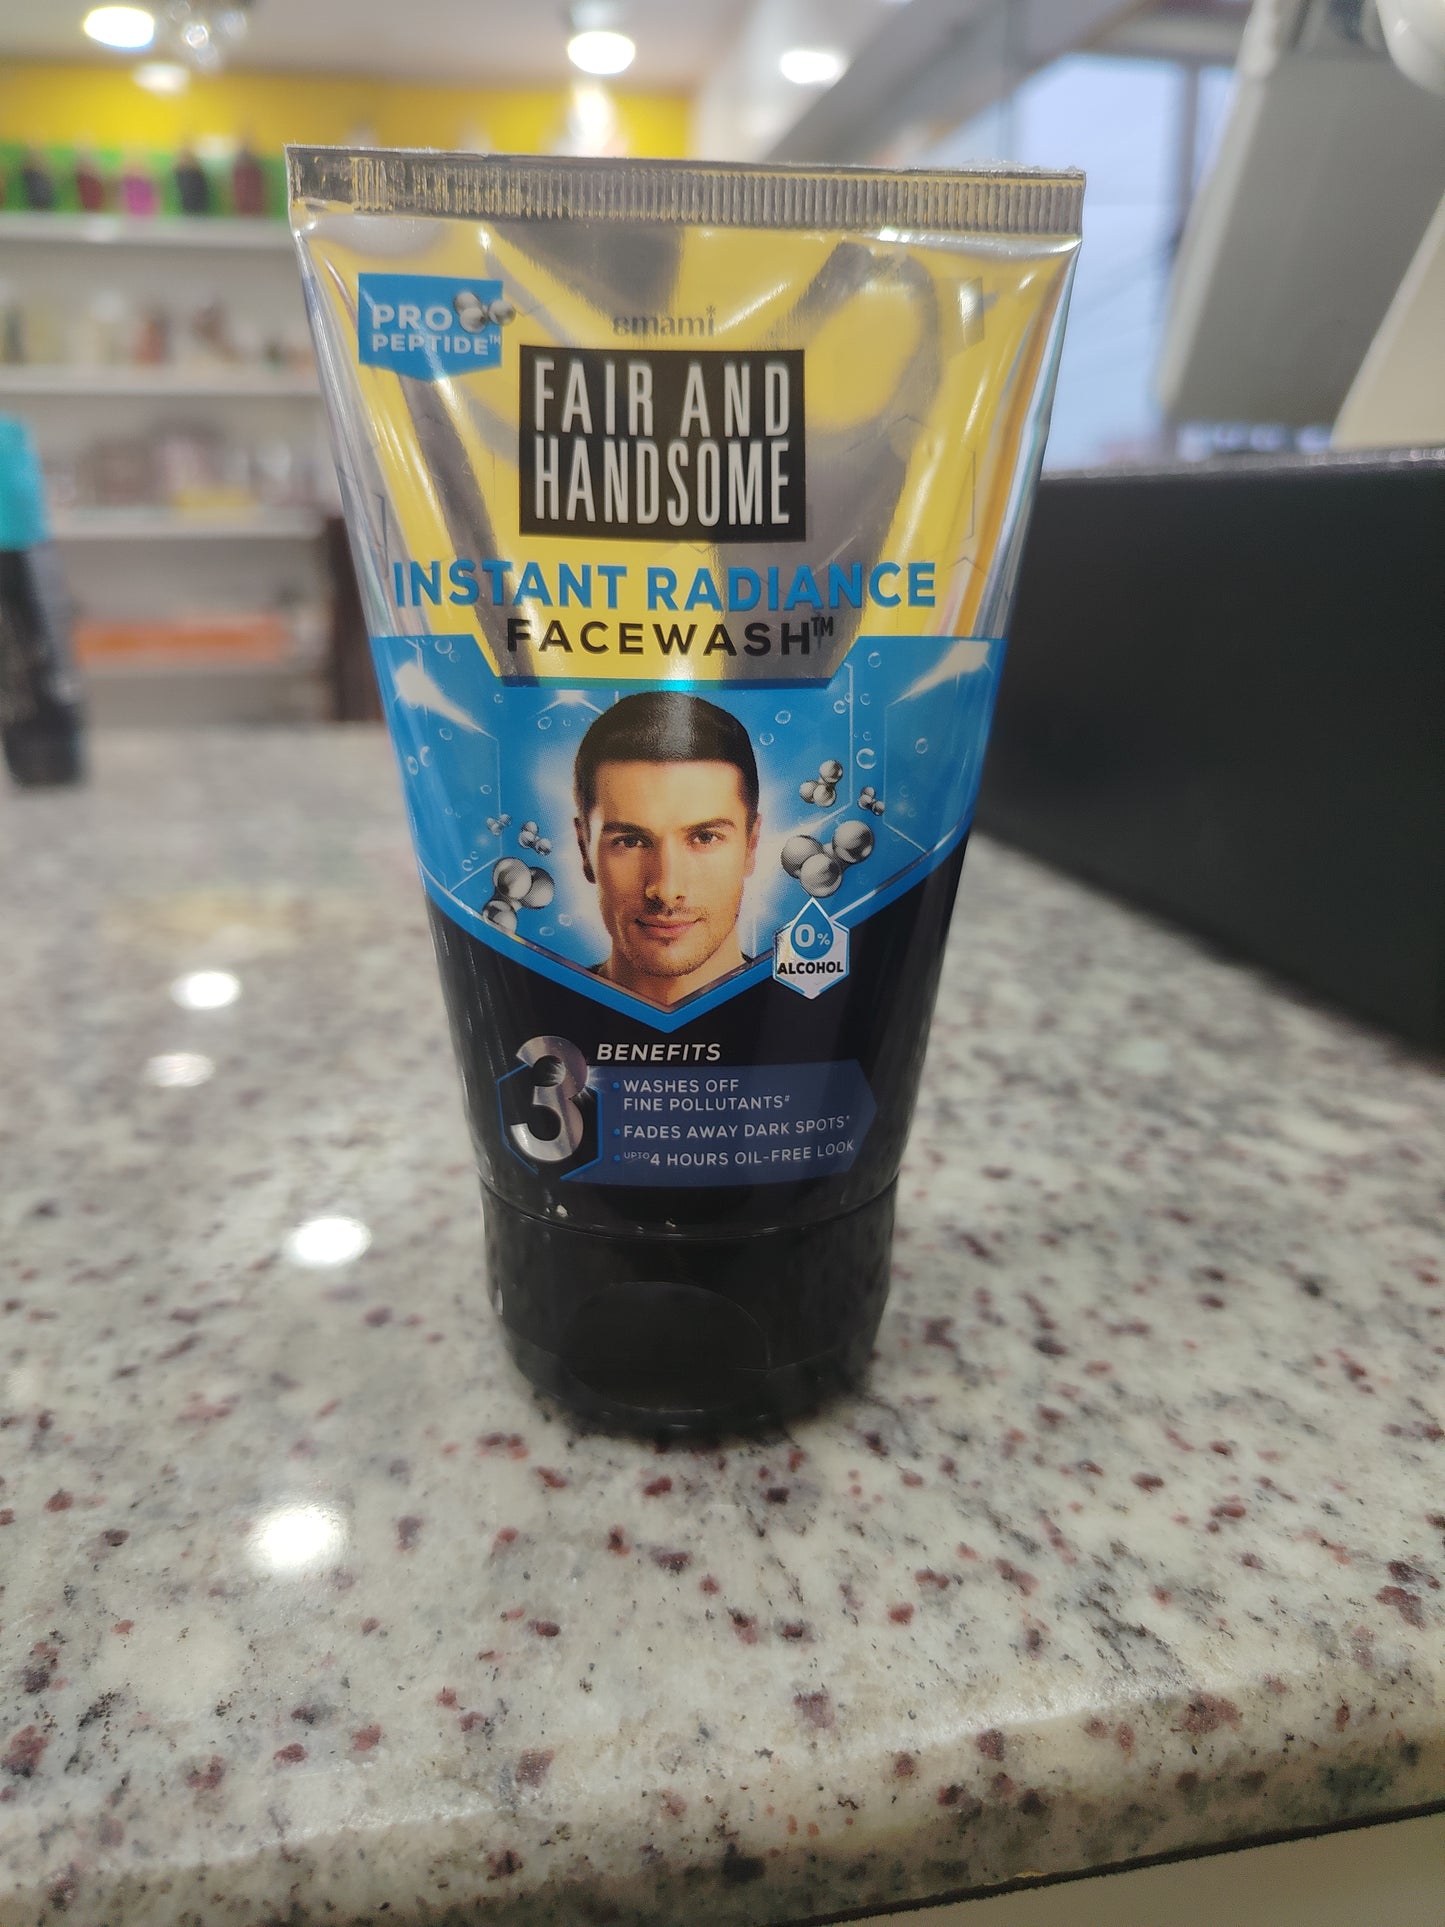 PRO
PEPTIDE™
emami*
FAIR AND
HANDSOME
INSTANT RADIANCE
FACEWASH™
0%
ALCOHOL
3 BENEFITS
• WASHES OFF
FINE POLLUTANTS#
• FADES AWAY DARK SPOTS*
• UPTO 4 HOURS OIL-FREE LOOK